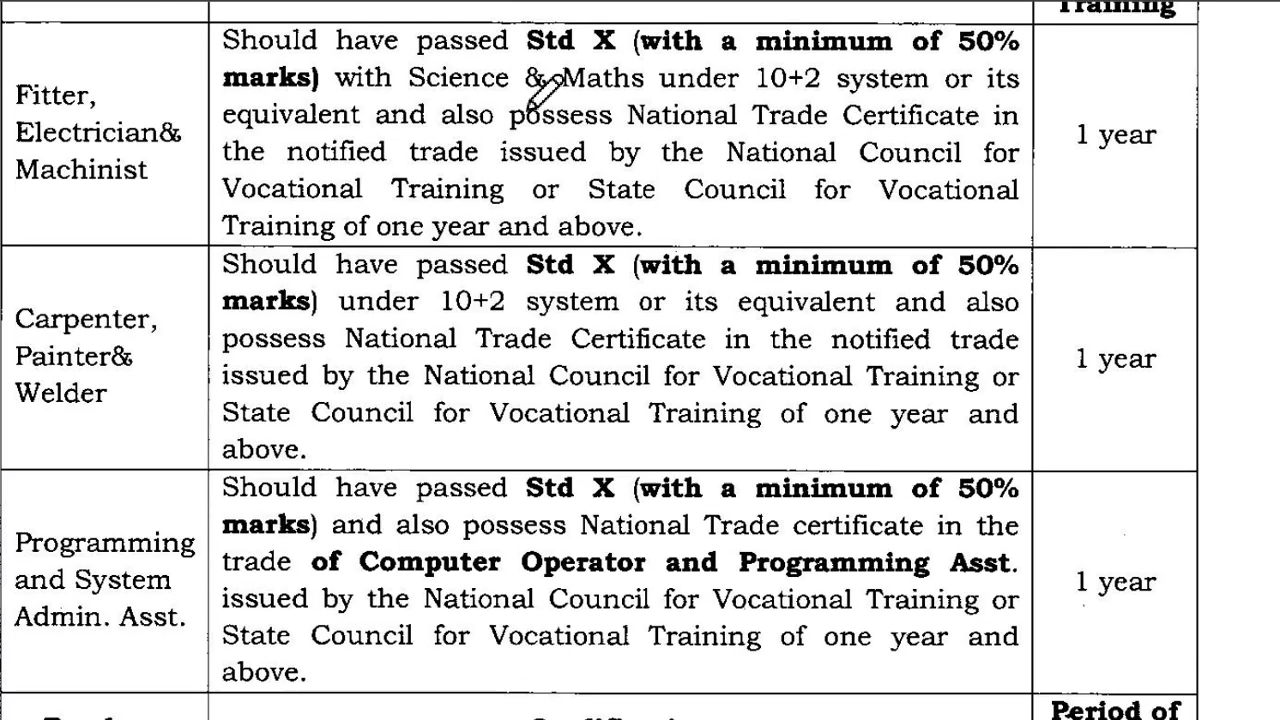 Training
Should have passed Std X (with a minimum of 50%
marks) with Science & Maths under 10+2 system or its
equivalent and also possess National Trade Certificate in
the notified trade issued by the National Council for
Vocational Training or State Council for Vocational
Training of one year and above.
Fitter,
Electrician&
Machinist
1 year
Should have passed Std X (with a minimum of 50%
marks) under 10+2 system or its equivalent and also
possess National Trade Certificate in the notified trade
issued by the National Council for Vocational Training or
State Council for Vocational Training of one year and
above.
Carpenter,
Painter&
Welder
1 year
Should have passed Std X (with a minimum of 50%
marks) and also possess National Trade certificate in the
trade of Computer Operator and Programming Asst.
issued by the National Council for Vocational Training or
State Council for Vocational Training of one year and
above.
Programming
and System
Admin. Asst.
1 year
Period of